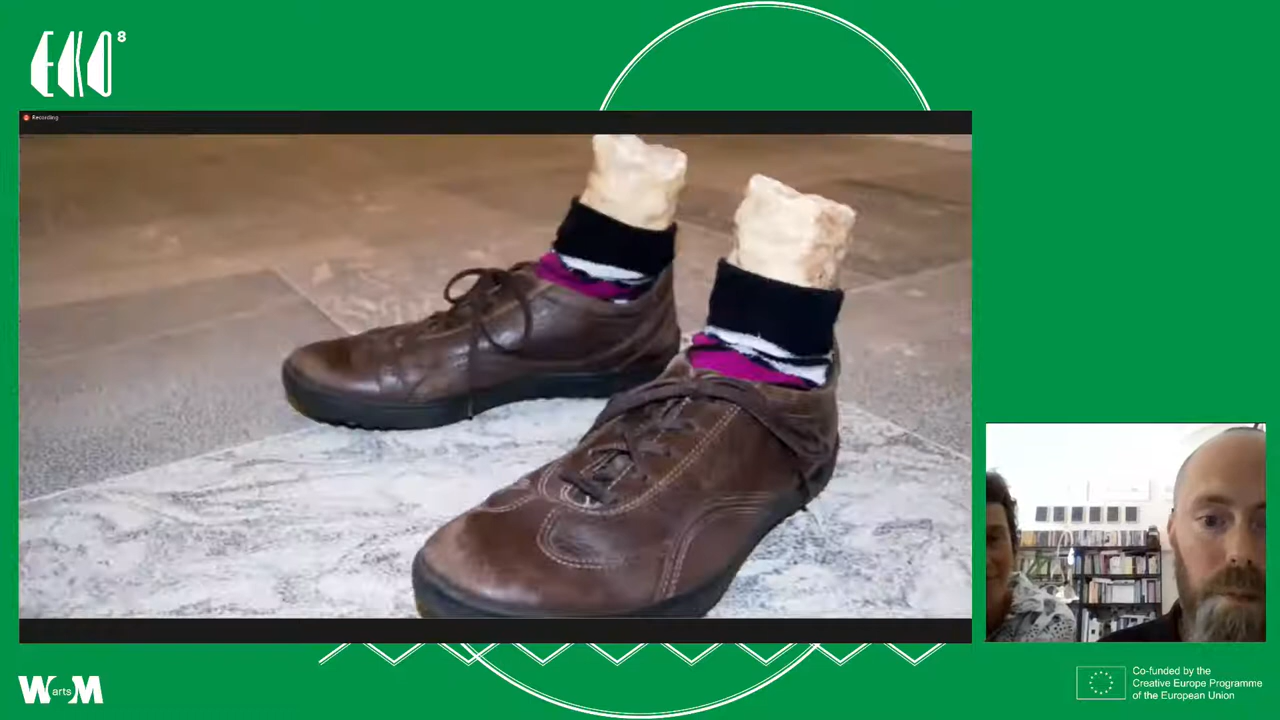 EKO 8
Recording
W arts M
Co-funded by the
Creative Europe Programme
of the European Union